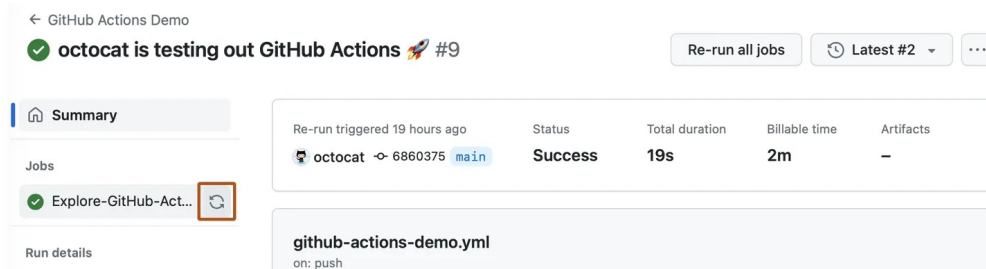 ← GitHub Actions Demo
octocat is testing out GitHub Actions 🚀 #9
Re-run all jobs
Latest #2
...
Summary
Jobs
Explore-GitHub-Act...
Run details
Re-run triggered 19 hours ago
octocat 6860375 main
Status
Success
Total duration
19s
Billable time
2m
Artifacts
–
github-actions-demo.yml
on: push